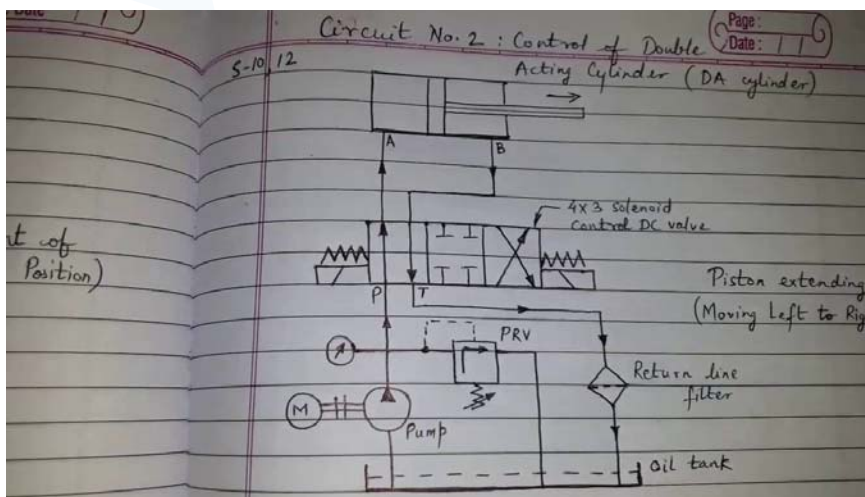 Page:
Date: / /
Circuit No. 2 : Control of Double
Acting Cylinder (DA cylinder)
S-10, 12
A
B
4x3 solenoid
control DC valve
rt of
Position)
P
T
Piston extending
(Moving left to Rig
PRV
Return line
filter
M
Pump
Oil tank